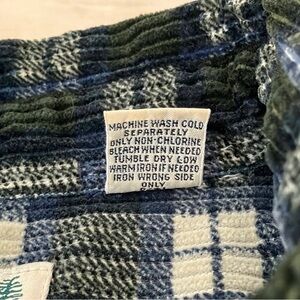 MACHINE WASH COLD
SEPARATELY
ONLY NON-CHLORINE
BLEACH WHEN NEEDED
TUMBLE DRY LOW
WARM IRON IF NEEDED
IRON WRONG SIDE
ONLY